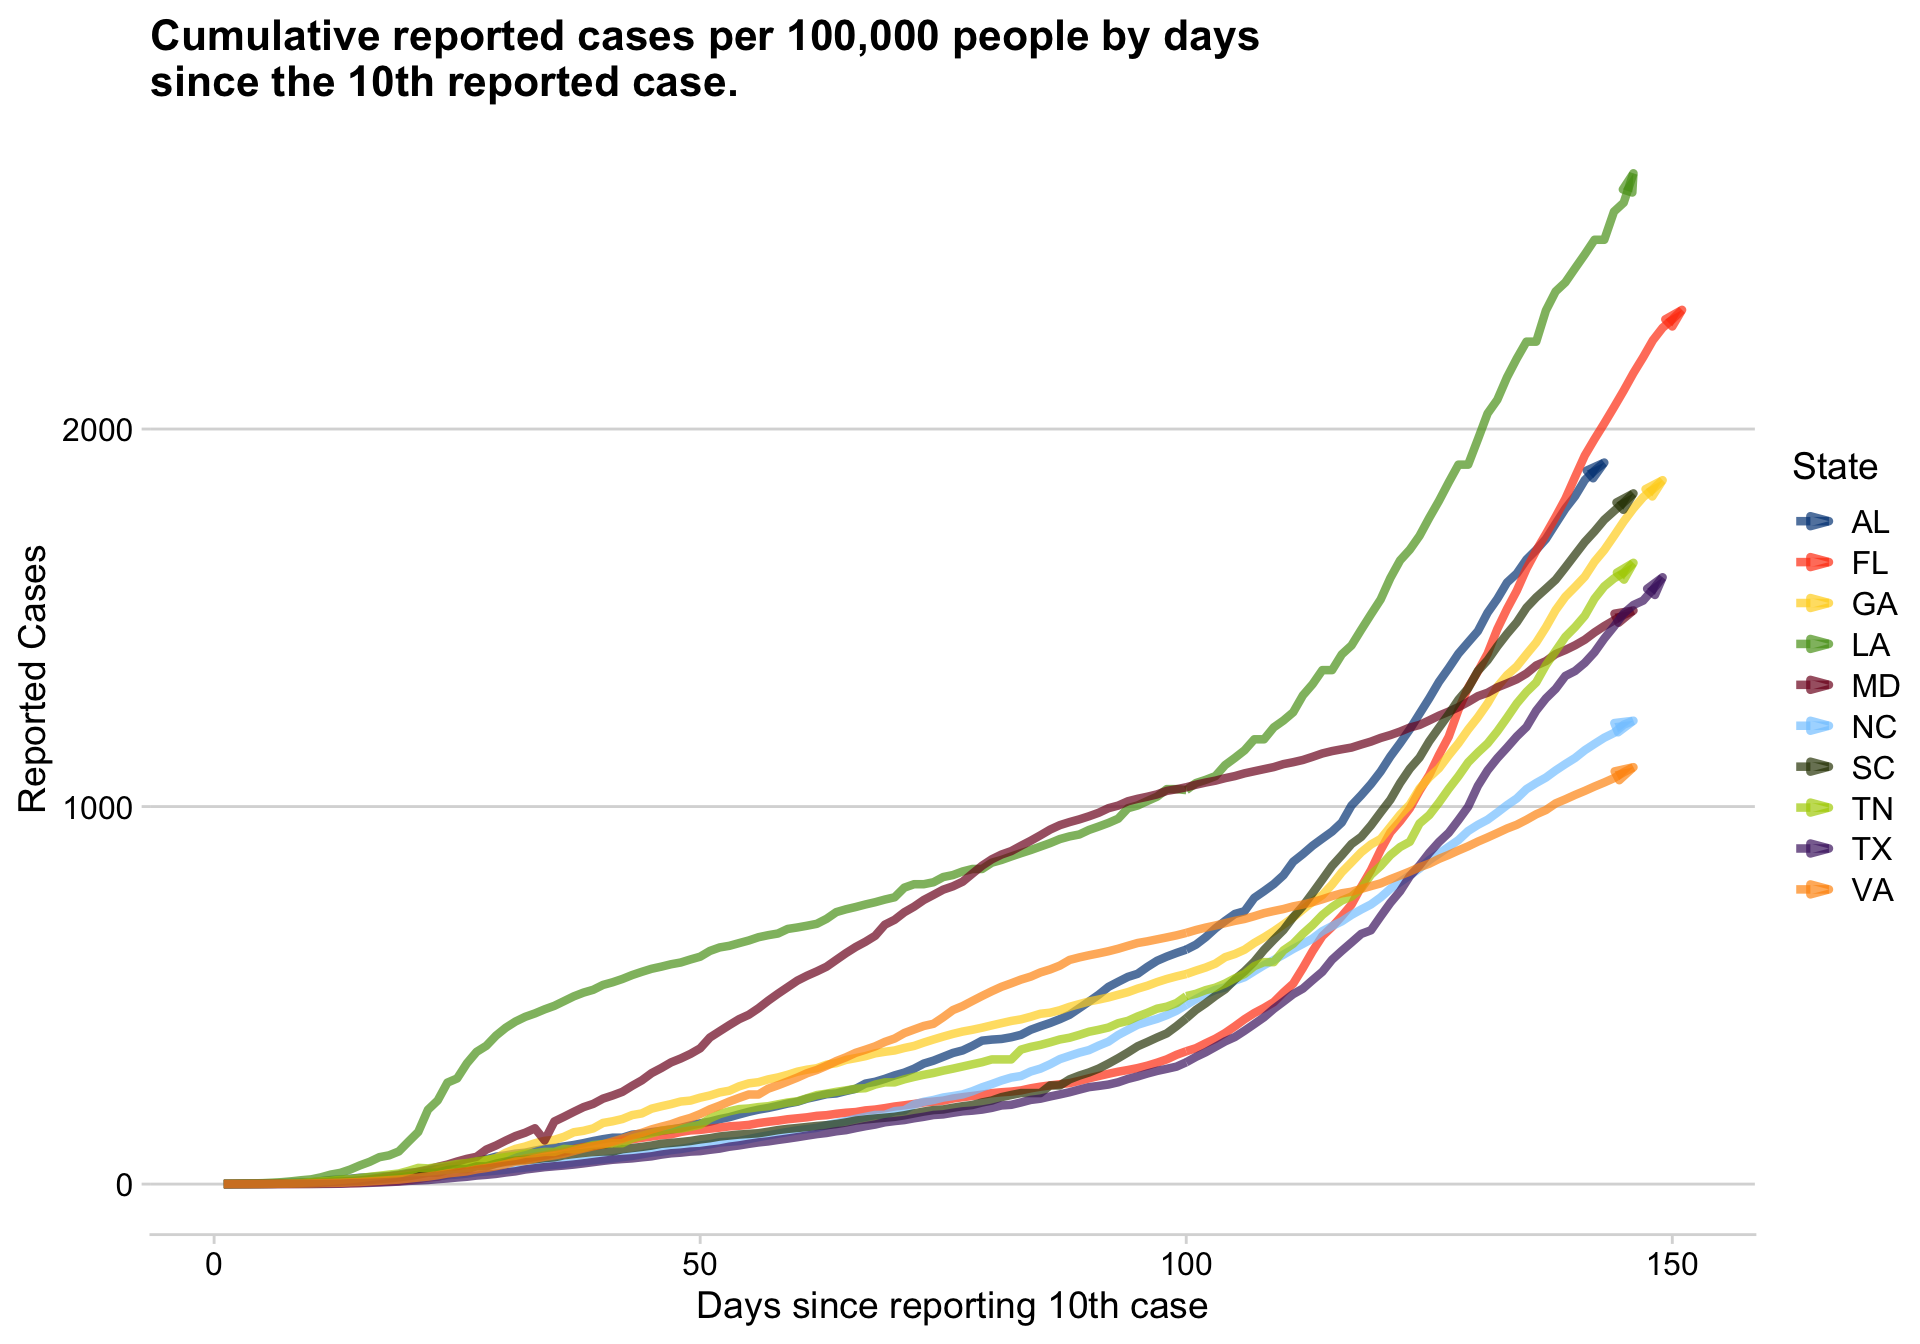 Cumulative reported cases per 100,000 people by days
since the 10th reported case.
Reported Cases
2000
1000
0
0
50
100
150
Days since reporting 10th case
State
AL
FL
GA
LA
MD
NC
SC
TN
TX
VA